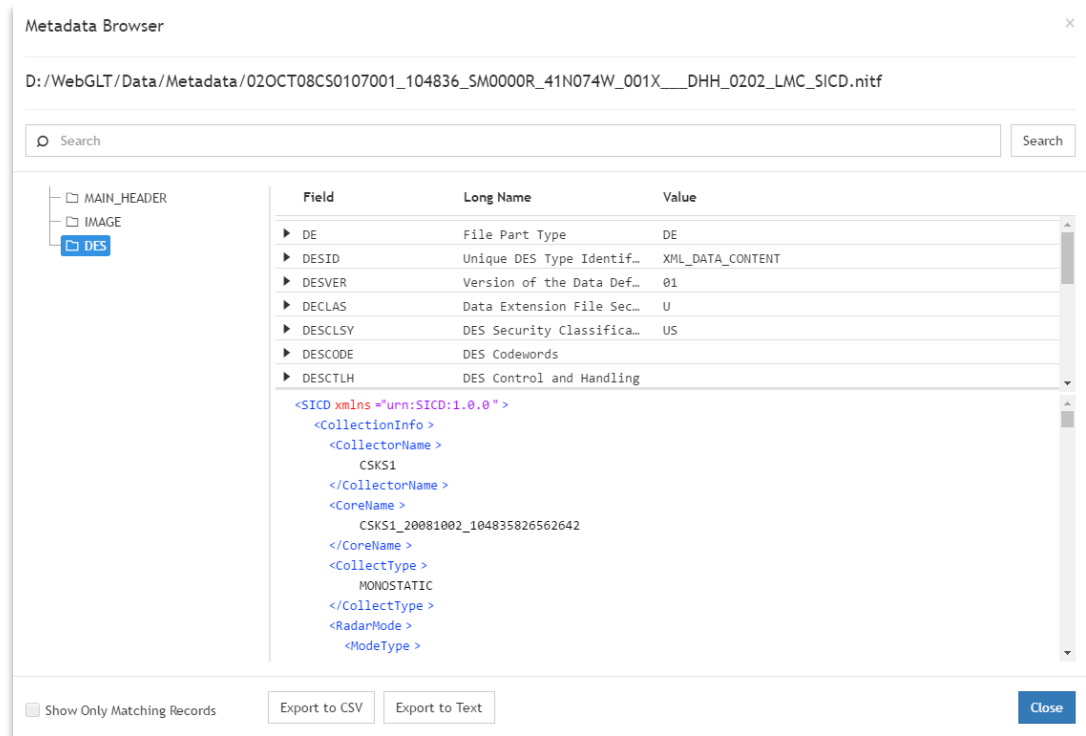 Metadata Browser
×
D:/WebGLT/Data/Metadata/02OCT08CS0107001_104836_SM0000R_41N074W_001X___DHH_0202_LMC_SICD.nitf
Search Search
MAIN_HEADER
IMAGE
DES
Field Long Name Value
DE File Part Type DE
DESID Unique DES Type Identif… XML_DATA_CONTENT
DESVER Version of the Data Def… 01
DECLAS Data Extension File Sec… U
DESCLSY DES Security Classifica… US
DESCODE DES Codewords
DESCTLH DES Control and Handling
<SICD xmlns ="urn:SICD:1.0.0 " >
<CollectionInfo >
<CollectorName >
CSKS1
</CollectorName >
<CoreName >
CSKS1_20081002_104835826562642
</CoreName >
<CollectType >
MONOSTATIC
</CollectType >
<RadarMode >
<ModeType >
Show Only Matching Records Export to CSV Export to Text Close